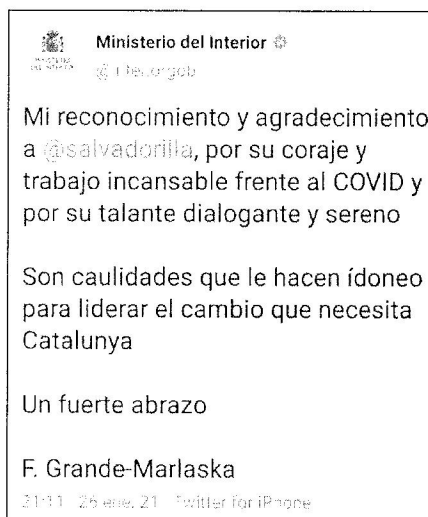 Ministerio del Interior
Mi reconocimiento y agradecimiento
a @salvadorilla, por su coraje y
trabajo incansable frente al COVID y
por su talante dialogante y sereno
Son caulidades que le hacen ídoneo
para liderar el cambio que necesita
Catalunya
Un fuerte abrazo
F. Grande-Marlaska
26 ene. 21 · Twitter for iPhone